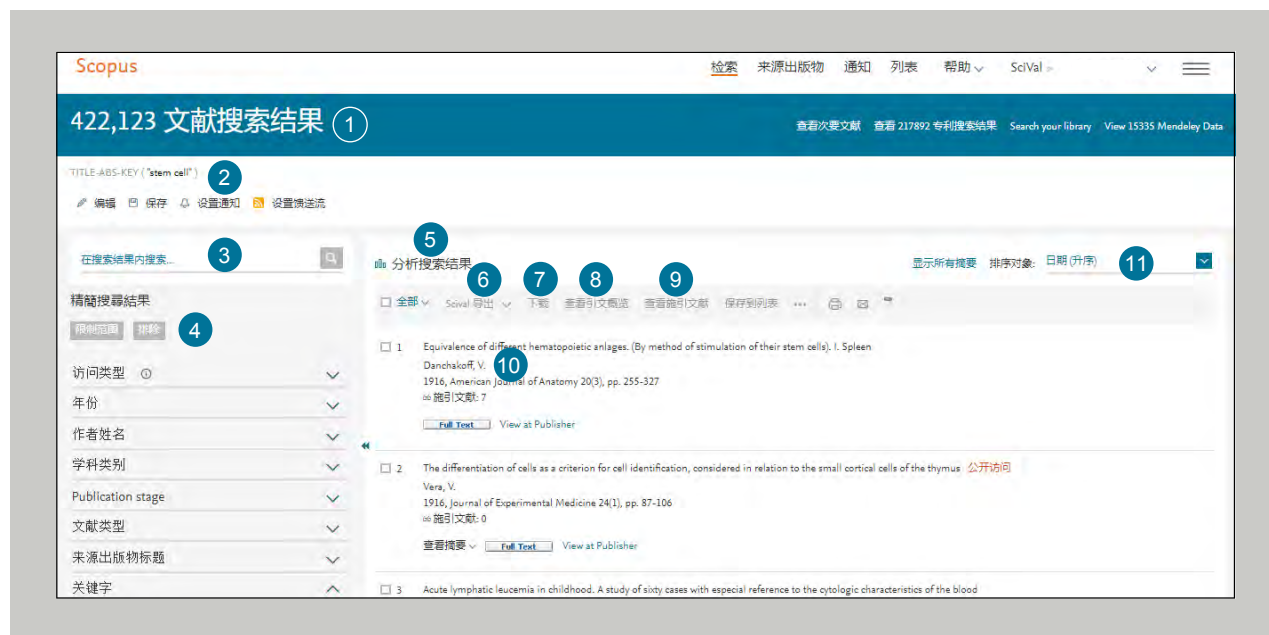 Scopus
检索 来源出版物 通知 列表 帮助 SciVal
422,123 文献搜索结果 1
查看次要文献 查看 217892 专利搜索结果 Search your library View 15335 Mendeley Data
TITLE-ABS-KEY ( "stem cell" ) 2
编辑 保存 设置通知 设置馈送流
在搜索结果内搜索... 3
精簡搜尋結果
限制范围 排除 4
访问类型
年份
作者姓名
学科类别
Publication stage
文献类型
来源出版物标题
关键字
5
分析搜索结果
显示所有摘要 排序对象: 日期 (升序) 11
6 7 8 9
全部 Scival 导出 下载 查看引文概览 查看施引文献 保存到列表 ...
1 Equivalence of different hematopoietic anlages. (By method of stimulation of their stem cells). I. Spleen
Danchakoff, V. 10
1916, American Journal of Anatomy 20(3), pp. 255-327
施引文献: 7
Full Text View at Publisher
2 The differentiation of cells as a criterion for cell identification, considered in relation to the small cortical cells of the thymus 公开访问
Vera, V.
1916, Journal of Experimental Medicine 24(1), pp. 87-106
施引文献: 0
查看摘要 Full Text View at Publisher
3 Acute lymphatic leucemia in childhood. A study of sixty cases with especial reference to the cytologic characteristics of the blood